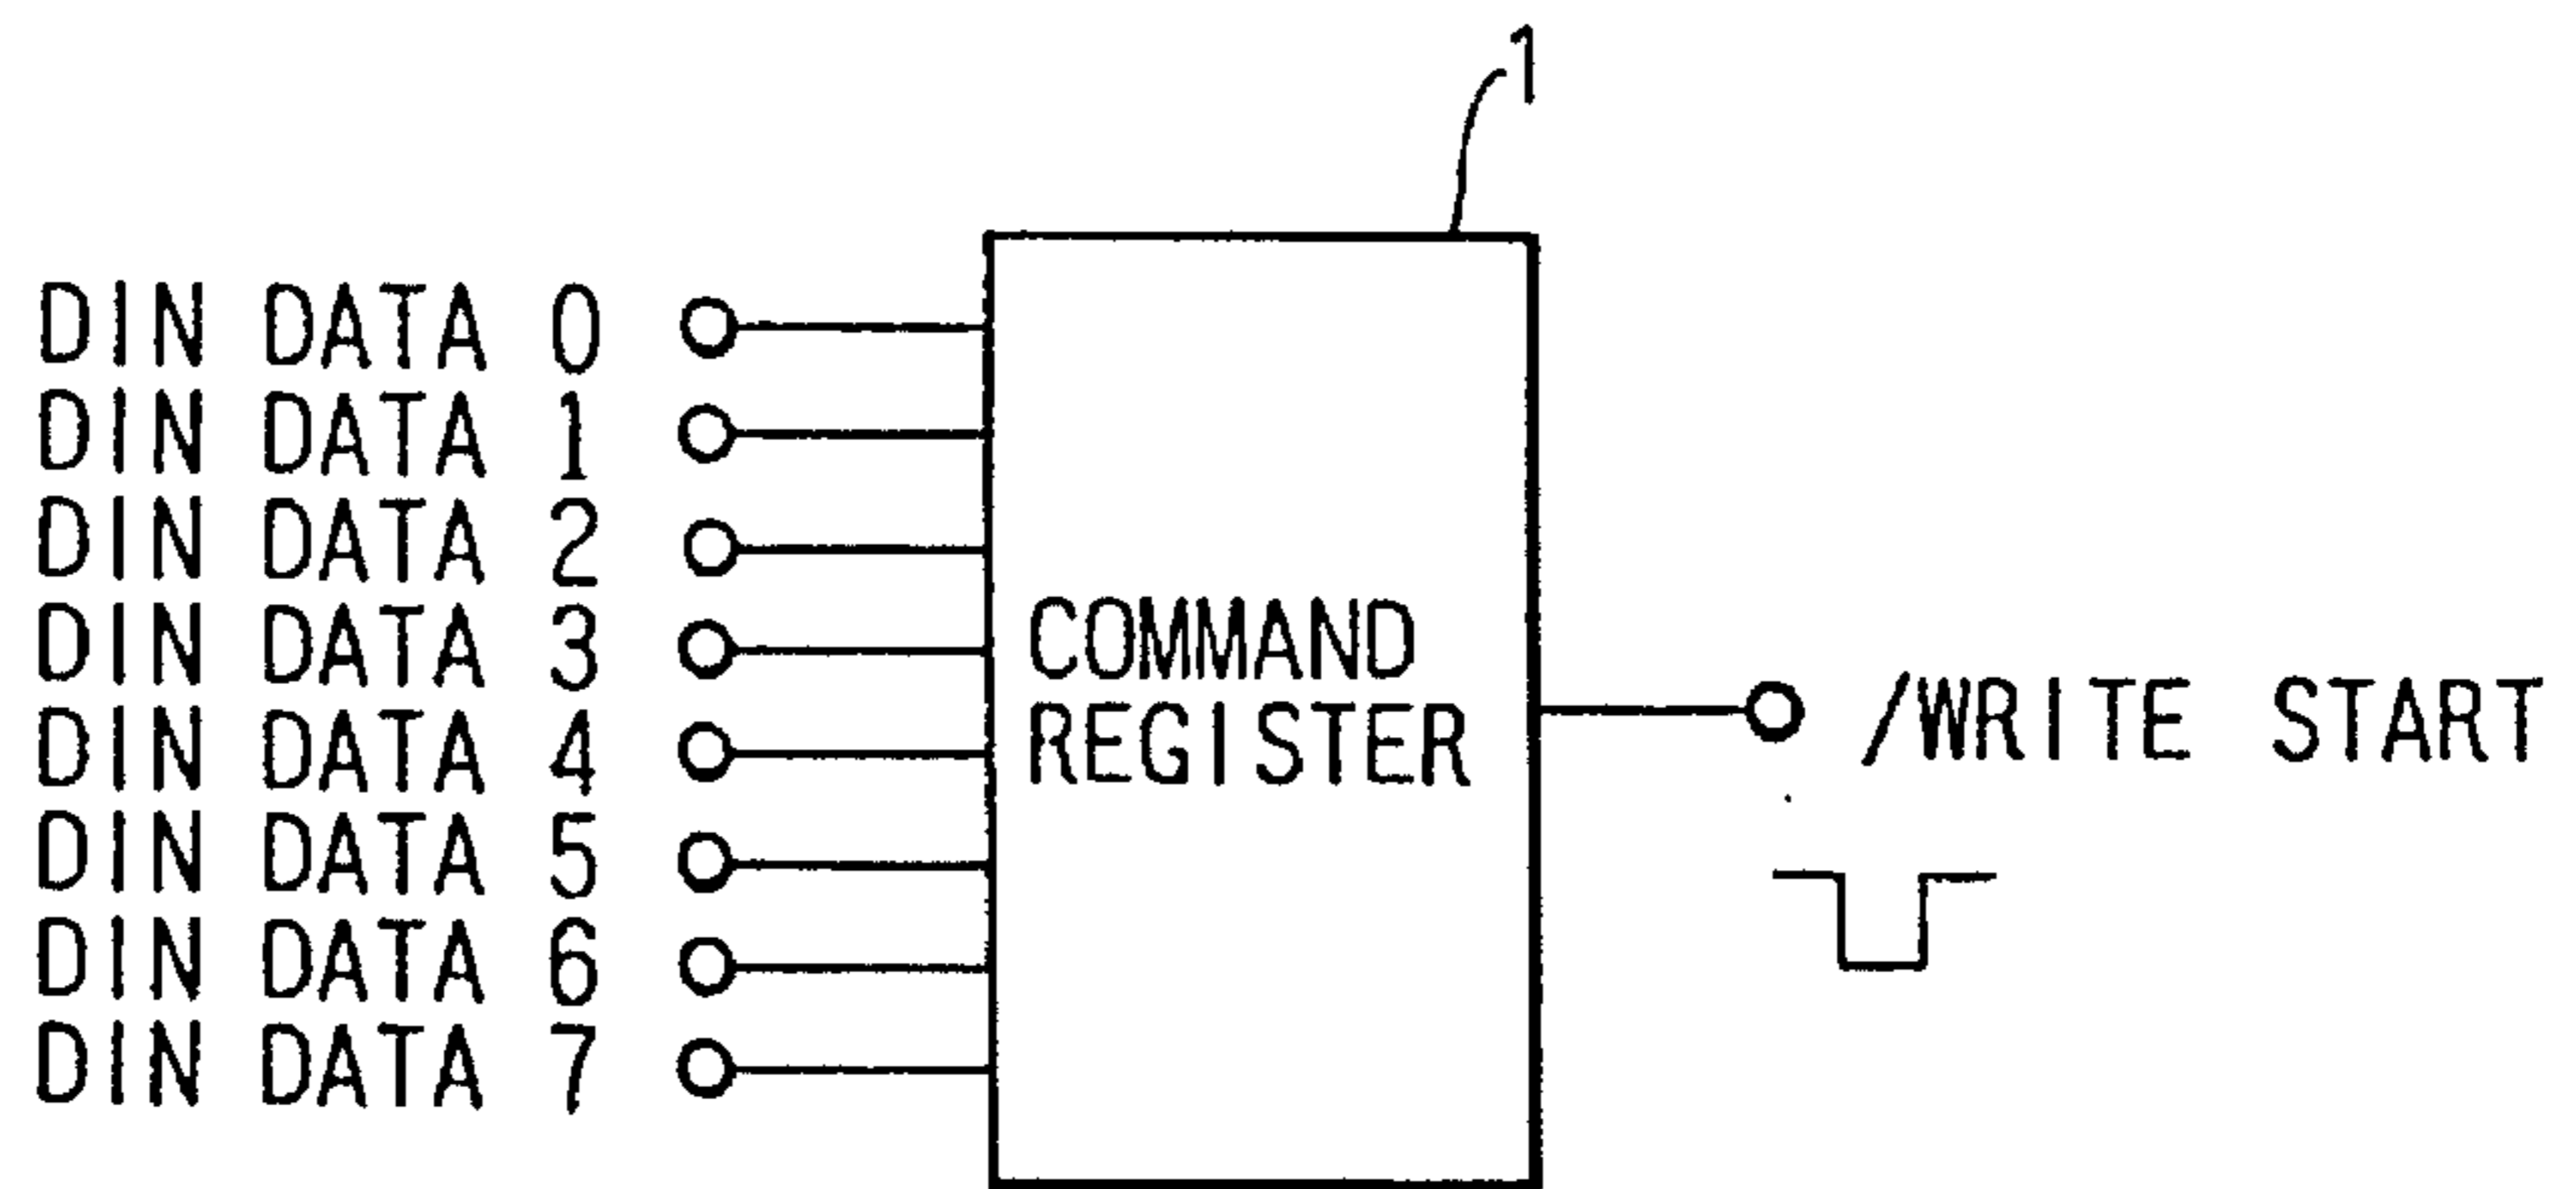 1
DIN DATA 0
DIN DATA 1
DIN DATA 2
DIN DATA 3
DIN DATA 4
DIN DATA 5
DIN DATA 6
DIN DATA 7
COMMAND
REGISTER
/WRITE START